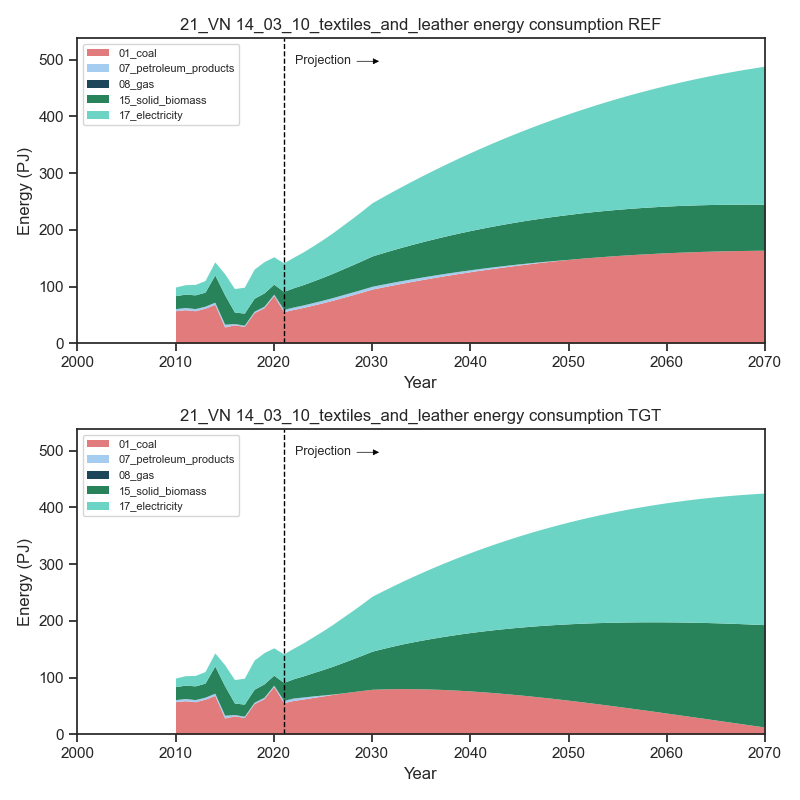 21_VN 14_03_10_textiles_and_leather energy consumption REF
500
400
300
200
100
0
Energy (PJ)
01_coal
07_petroleum_products
08_gas
15_solid_biomass
17_electricity
Projection
2000 2010 2020 2030 2040 2050 2060 2070
Year
21_VN 14_03_10_textiles_and_leather energy consumption TGT
500
400
300
200
100
0
Energy (PJ)
01_coal
07_petroleum_products
08_gas
15_solid_biomass
17_electricity
Projection
2000 2010 2020 2030 2040 2050 2060 2070
Year